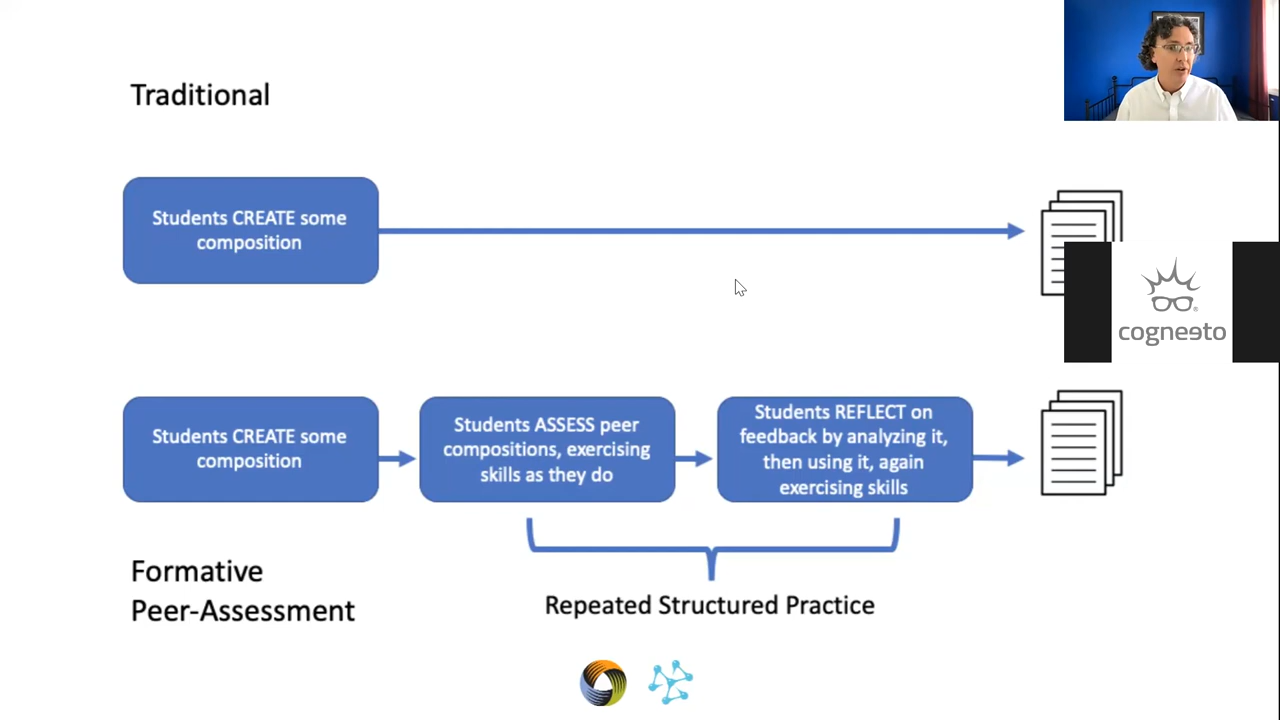 Traditional
Students CREATE some
composition
cogneeto
Students CREATE some
composition
Students ASSESS peer
compositions, exercising
skills as they do
Students REFLECT on
feedback by analyzing it,
then using it, again
exercising skills
Formative
Peer-Assessment
Repeated Structured Practice